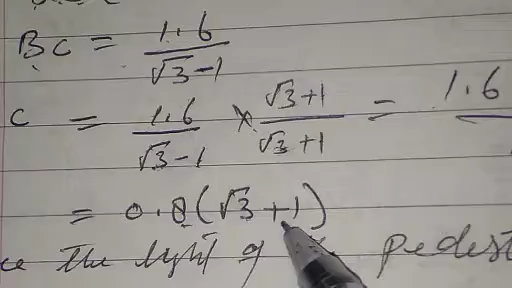 BC = 1.6 / √3-1
C = 1.6 / √3-1 × √3+1 / √3+1 = 1.6
= 0.8(√3+1)
the light of pedest